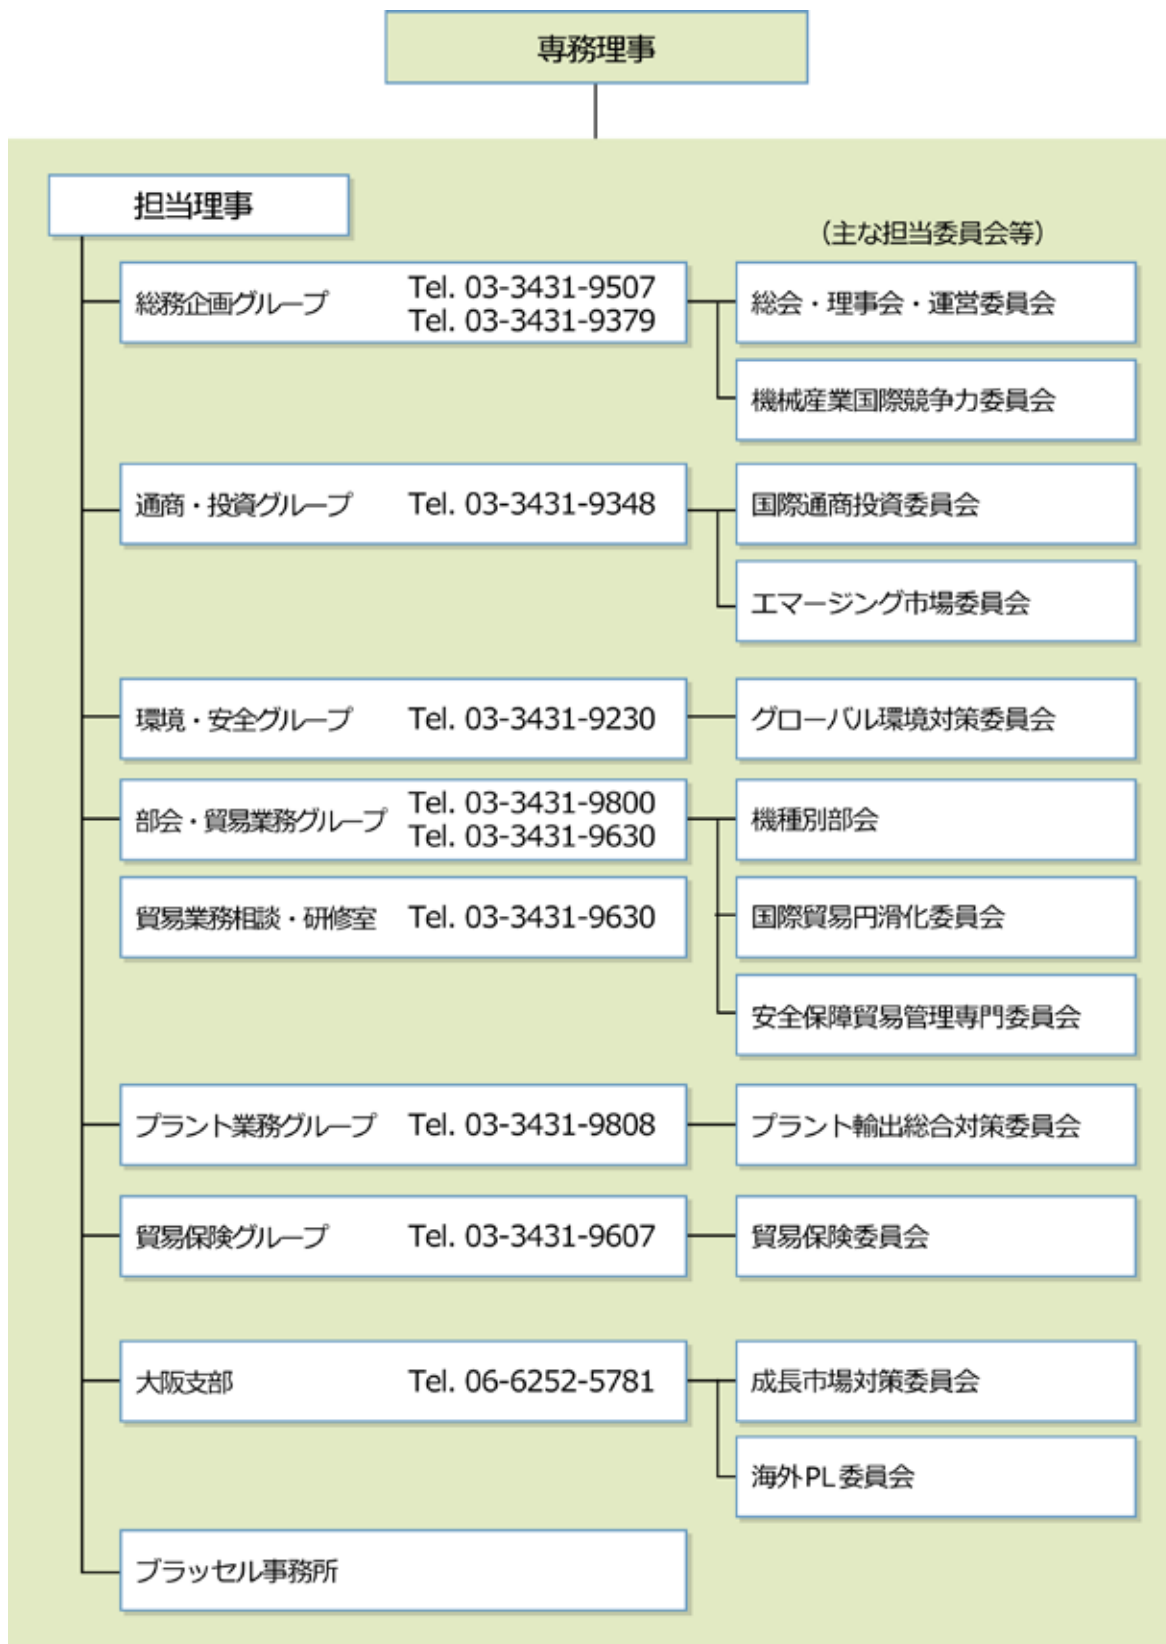 専務理事
担当理事
（主な担当委員会等）
総務企画グループ
Tel. 03-3431-9507
Tel. 03-3431-9379
総会・理事会・運営委員会
機械産業国際競争力委員会
通商・投資グループ
Tel. 03-3431-9348
国際通商投資委員会
エマージング市場委員会
環境・安全グループ
Tel. 03-3431-9230
グローバル環境対策委員会
部会・貿易業務グループ
Tel. 03-3431-9800
Tel. 03-3431-9630
機種別部会
貿易業務相談・研修室
Tel. 03-3431-9630
国際貿易円滑化委員会
安全保障貿易管理専門委員会
プラント業務グループ
Tel. 03-3431-9808
プラント輸出総合対策委員会
貿易保険グループ
Tel. 03-3431-9607
貿易保険委員会
大阪支部
Tel. 06-6252-5781
成長市場対策委員会
海外PL委員会
ブラッセル事務所